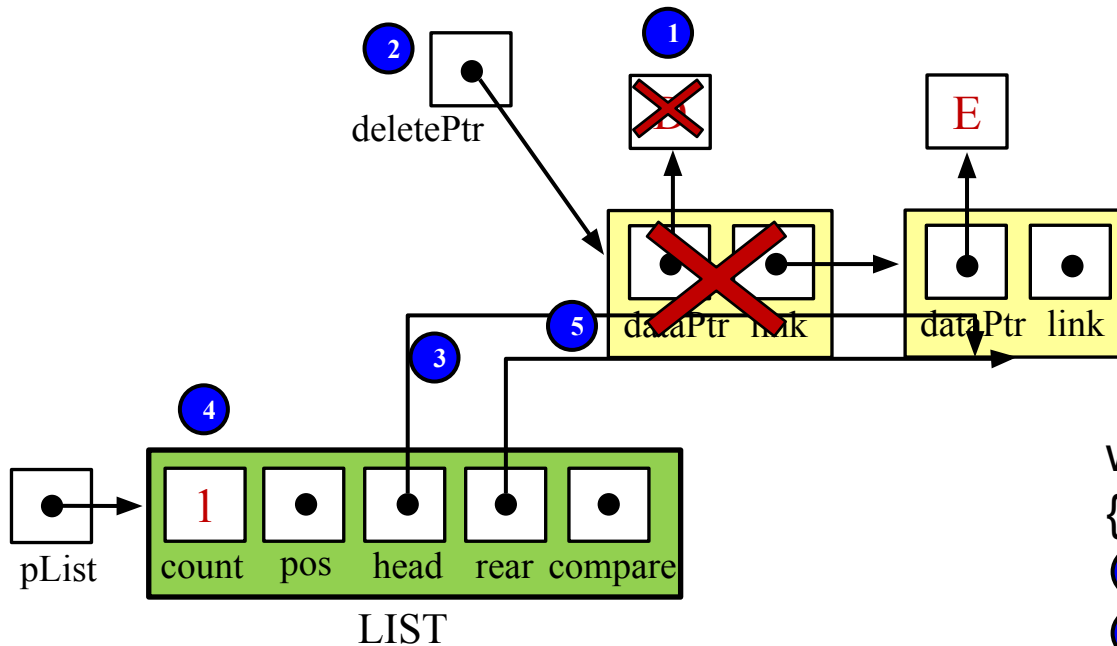 1
2
deletePtr
E
5
dataPtr link
dataPtr link
3
4
1
pList
count pos head rear compare
LIST
{